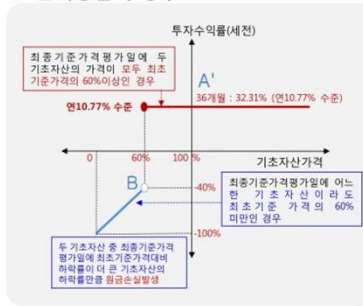 투자수익률(세전)
최종기준가격평가일에 두
기초자산의 가격이 모두 최초
기준가격의 60%이상인 경우
A'
36개월 : 32.31% (연10.77% 수준)
연10.77% 수준
0 60% 100 %
기초자산가격
B
-40%
최종기준가격평가일에 어느
한 기초자산이라도
최초기준 가격의 60%
미만인 경우
-100%
두 기초자산 중 최종기준가격
평가일에 최초기준가격대비
하락률이 더 큰 기초자산의
하락률만큼 원금손실발생